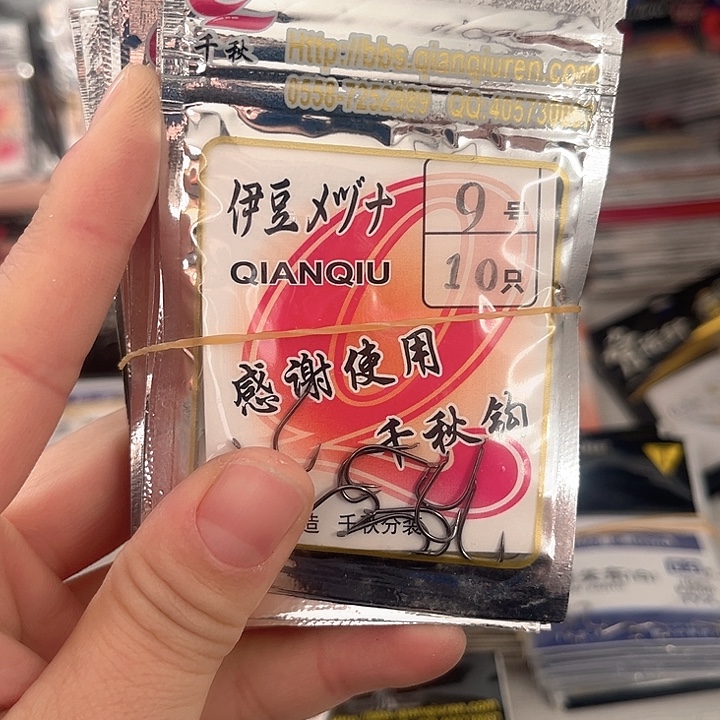 千秋
Http://bbs.qianqiuren.com
伊豆メヅナ
9号
QIANQIU
10只
感谢使用
千秋钩
造 千秋分装